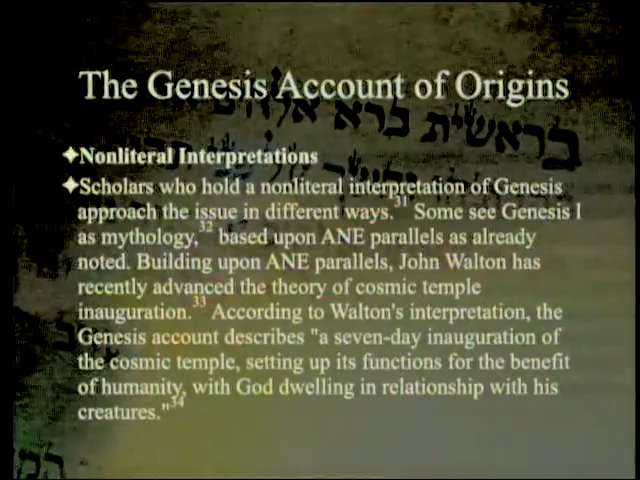 The Genesis Account of Origins
בראשית ברא אלהים
✦Nonliteral Interpretations
✦Scholars who hold a nonliteral interpretation of Genesis
approach the issue in different ways.31 Some see Genesis 1
as mythology,32 based upon ANE parallels as already
noted. Building upon ANE parallels, John Walton has
recently advanced the theory of cosmic temple
inauguration.33 According to Walton's interpretation, the
Genesis account describes "a seven-day inauguration of
the cosmic temple, setting up its functions for the benefit
of humanity, with God dwelling in relationship with his
creatures."34